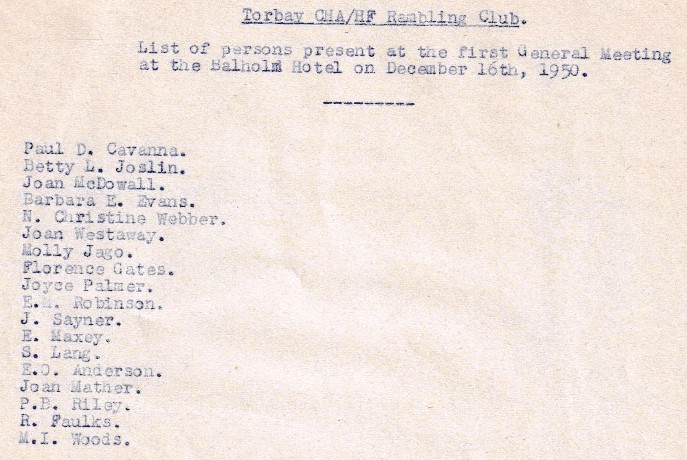 Torbay CHA/HF Rambling Club.
List of persons present at the first General Meeting
at the Balholm Hotel on December 16th, 1950.
---------
Paul D. Cavanna.
Betty L. Joslin.
Joan McDowall.
Barbara E. Evans.
N. Christine Webber.
Joan Westaway.
Molly Jago.
Florence Gates.
Joyce Palmer.
E.M. Robinson.
J. Sayner.
E. Maxey.
S. Lang.
E.O. Anderson.
Joan Mather.
P.B. Riley.
R. Faulks.
M.I. Woods.